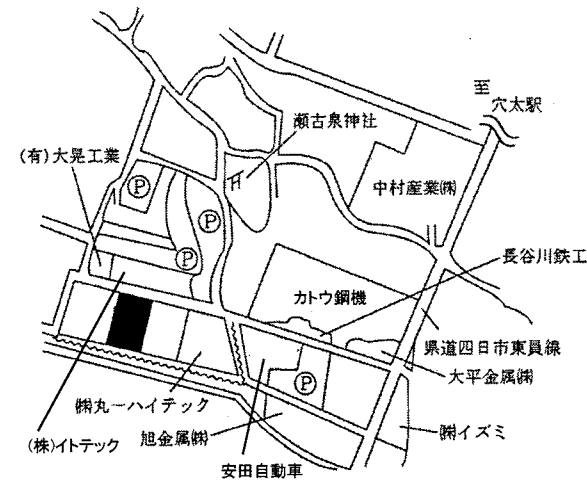 至
穴太駅
瀬古泉神社
(有)大晃工業
中村産業㈱
長谷川鉄工
カトウ鋼機
県道四日市東員線
大平金属㈱
㈱丸一ハイテック
㈱イズミ
(株)イトテック
旭金属㈱
安田自動車
P
P
P
P